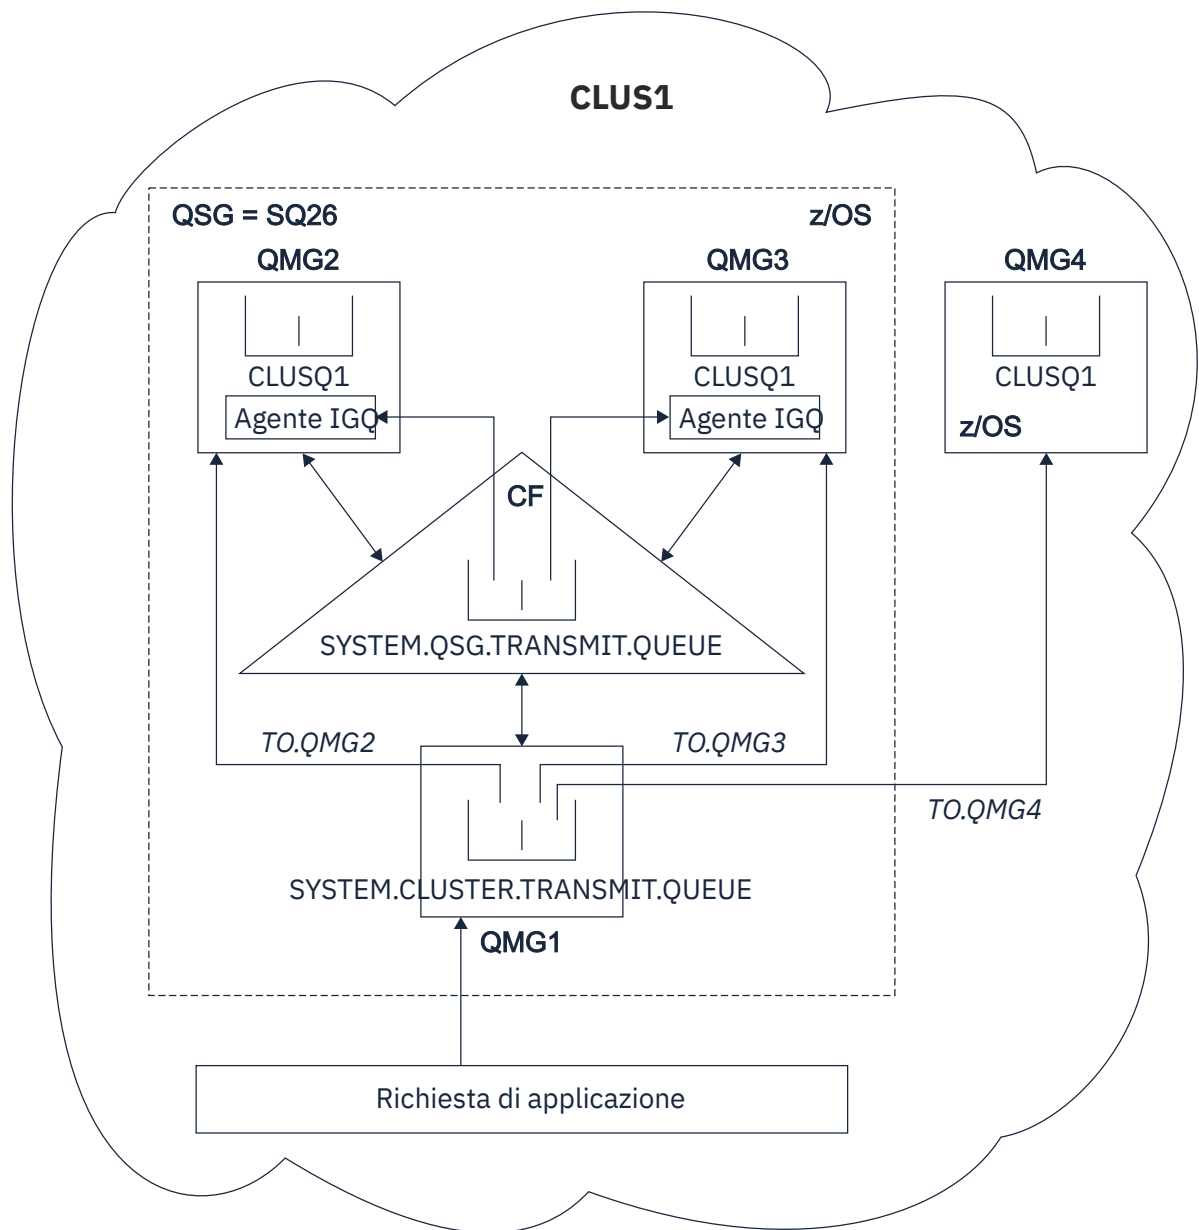 CLUS1
QSG = SQ26
z/OS
QMG2
QMG3
QMG4
CLUSQ1
CLUSQ1
CLUSQ1
Agente IGQ
Agente IGQ
z/OS
CF
SYSTEM.QSG.TRANSMIT.QUEUE
TO.QMG2
TO.QMG3
TO.QMG4
SYSTEM.CLUSTER.TRANSMIT.QUEUE
QMG1
Richiesta di applicazione